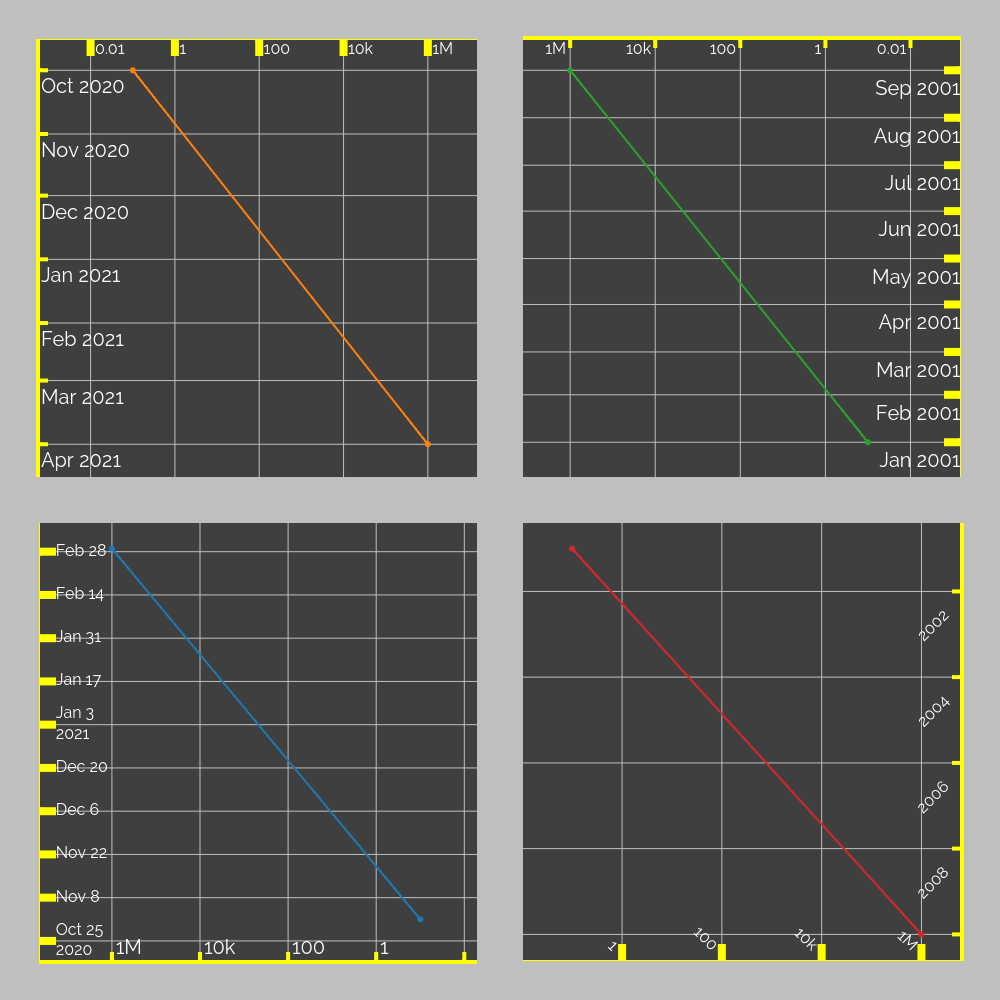 0.01 1 100 10k 1M
Oct 2020
Nov 2020
Dec 2020
Jan 2021
Feb 2021
Mar 2021
Apr 2021
1M 10k 100 1 0.01
Sep 2001
Aug 2001
Jul 2001
Jun 2001
May 2001
Apr 2001
Mar 2001
Feb 2001
Jan 2001
Feb 28
Feb 14
Jan 31
Jan 17
Jan 3
2021
Dec 20
Dec 6
Nov 22
Nov 8
Oct 25
2020
1M 10k 100 1
2002
2004
2006
2008
1 100 10k 1M